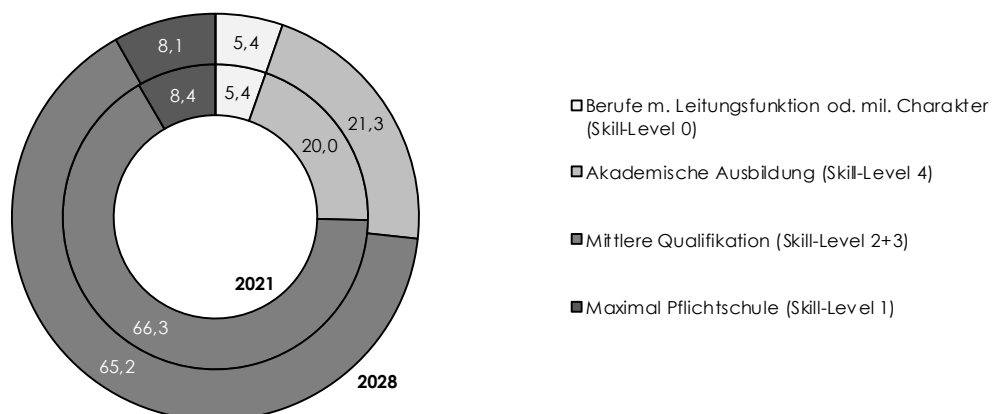 8,1
5,4
8,4
5,4
21,3
20,0
2021
66,3
65,2
2028
Berufe m. Leitungsfunktion od. mil. Charakter
(Skill-Level 0)
Akademische Ausbildung (Skill-Level 4)
Mittlere Qualifikation (Skill-Level 2+3)
Maximal Pflichtschule (Skill-Level 1)